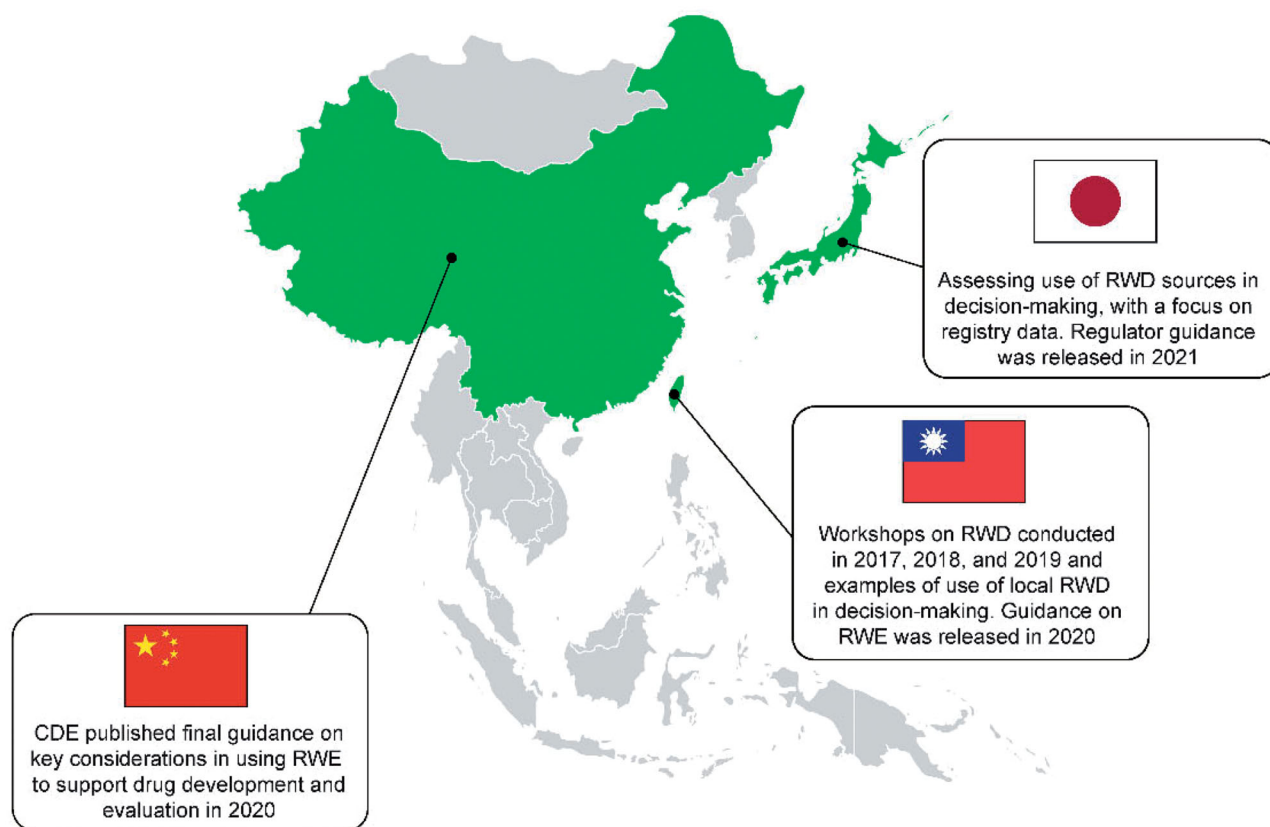 Assessing use of RWD sources in
decision-making, with a focus on
registry data. Regulator guidance
was released in 2021
Workshops on RWD conducted
in 2017, 2018, and 2019 and
examples of use of local RWD
in decision-making. Guidance on
RWE was released in 2020
CDE published final guidance on
key considerations in using RWE
to support drug development and
evaluation in 2020